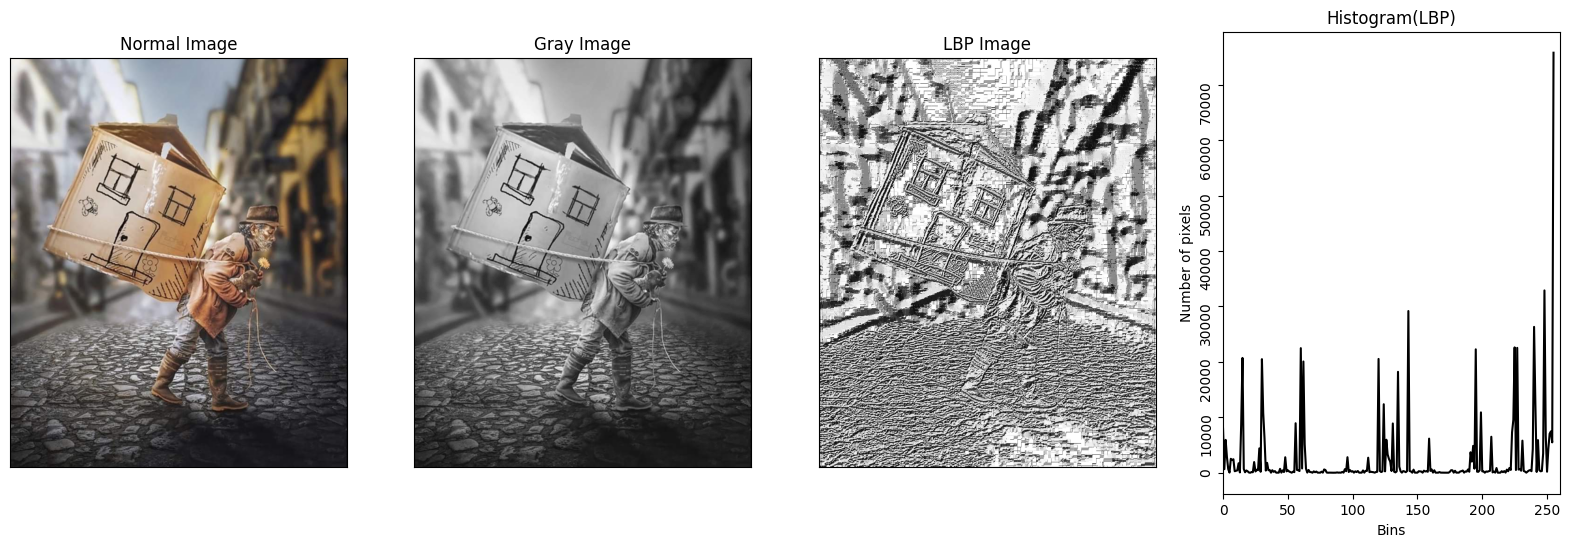 Normal Image
Gray Image
LBP Image
Histogram(LBP)
Number of pixels
70000
60000
50000
40000
30000
20000
10000
0
0 50 100 150 200 250
Bins